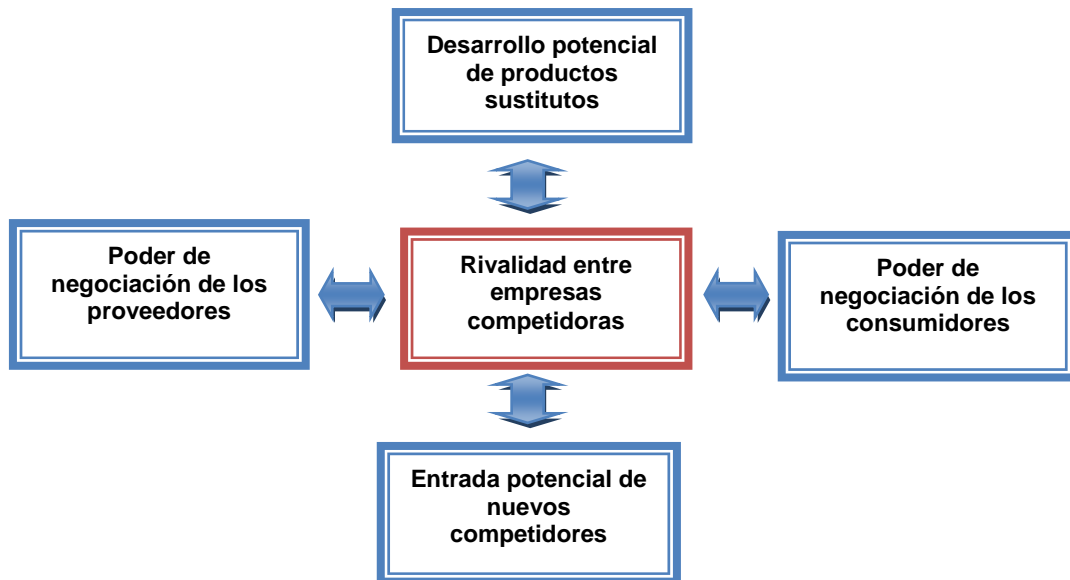 Desarrollo potencial
de productos
sustitutos
Poder de
negociación de los
proveedores
Rivalidad entre
empresas
competidoras
Poder de
negociación de los
consumidores
Entrada potencial de
nuevos
competidores